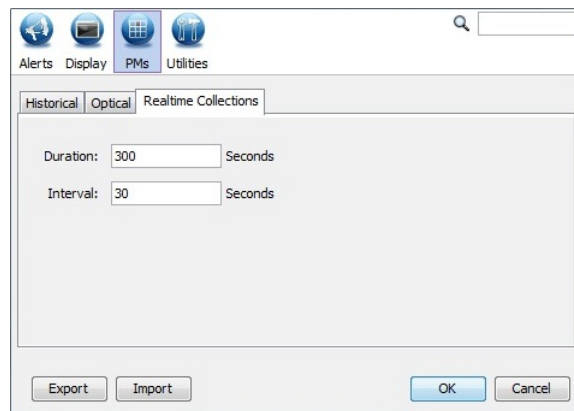 Alerts Display PMs Utilities
Historical Optical Realtime Collections
Duration: 300 Seconds
Interval: 30 Seconds
Export Import OK Cancel